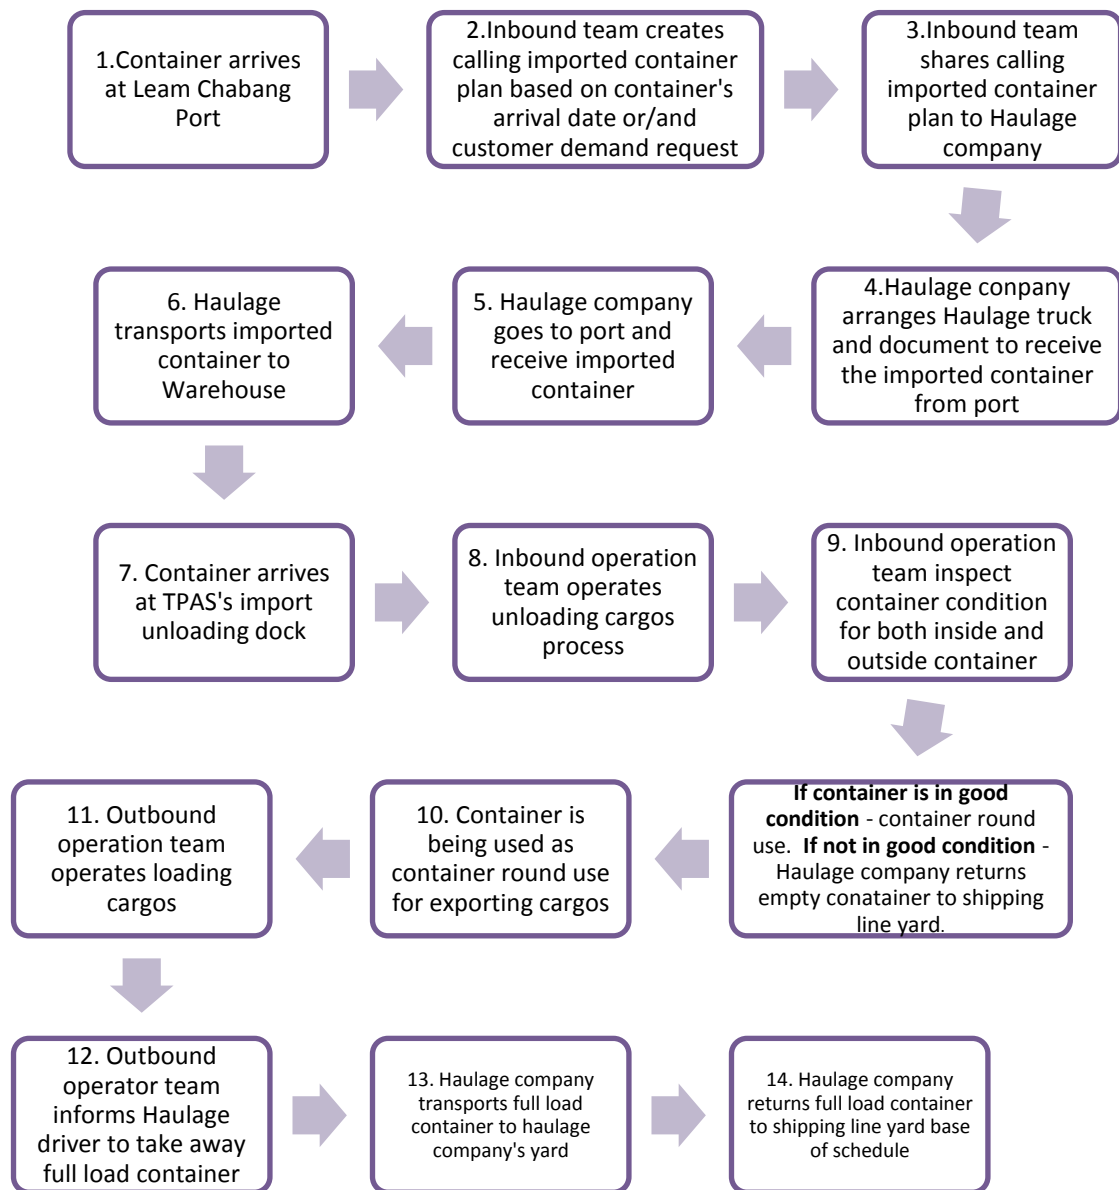 1.Container arrives
at Leam Chabang
Port
2.Inbound team creates
calling imported container
plan based on container's
arrival date or/and
customer demand request
3.Inbound team
shares calling
imported container
plan to Haulage
company
4.Haulage conpany
arranges Haulage truck
and document to receive
the imported container
from port
5. Haulage company
goes to port and
receive imported
container
6. Haulage
transports imported
container to
Warehouse
7. Container arrives
at TPAS's import
unloading dock
8. Inbound operation
team operates
unloading cargos
process
9. Inbound operation
team inspect
container condition
for both inside and
outside container
If container is in good
condition - container round
use.  If not in good condition -
Haulage company returns
empty conatainer to shipping
line yard.
10. Container is
being used as
container round use
for exporting cargos
11. Outbound
operation team
operates loading
cargos
12. Outbound
operator team
informs Haulage
driver to take away
full load container
13. Haulage company
transports full load
container to haulage
company's yard
14. Haulage company
returns full load container
to shipping line yard base
of schedule